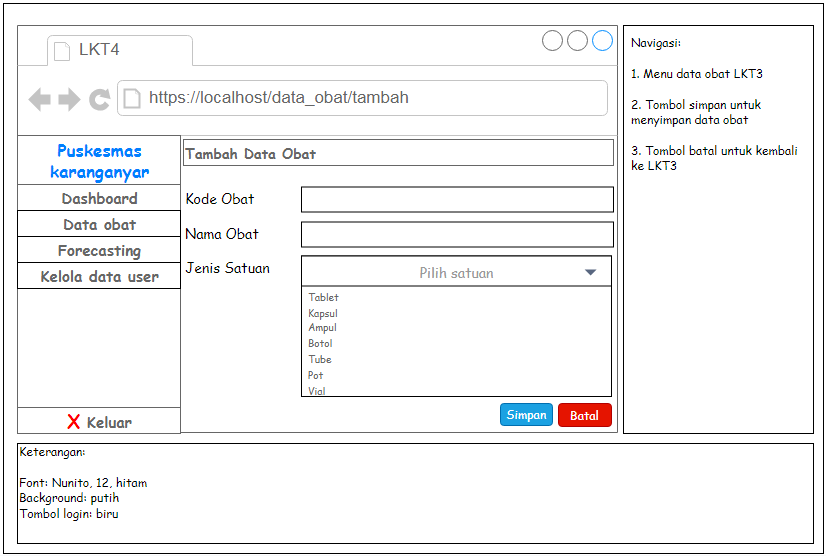 LKT4
https://localhost/data_obat/tambah
Puskesmas
karanganyar
Dashboard
Data obat
Forecasting
Kelola data user
X Keluar
Tambah Data Obat
Kode Obat
Nama Obat
Jenis Satuan
Pilih satuan
Tablet
Kapsul
Ampul
Botol
Tube
Pot
Vial
Simpan
Batal
Navigasi:
1. Menu data obat LKT3
2. Tombol simpan untuk
menyimpan data obat
3. Tombol batal untuk kembali
ke LKT3
Keterangan:
Font: Nunito, 12, hitam
Background: putih
Tombol login: biru